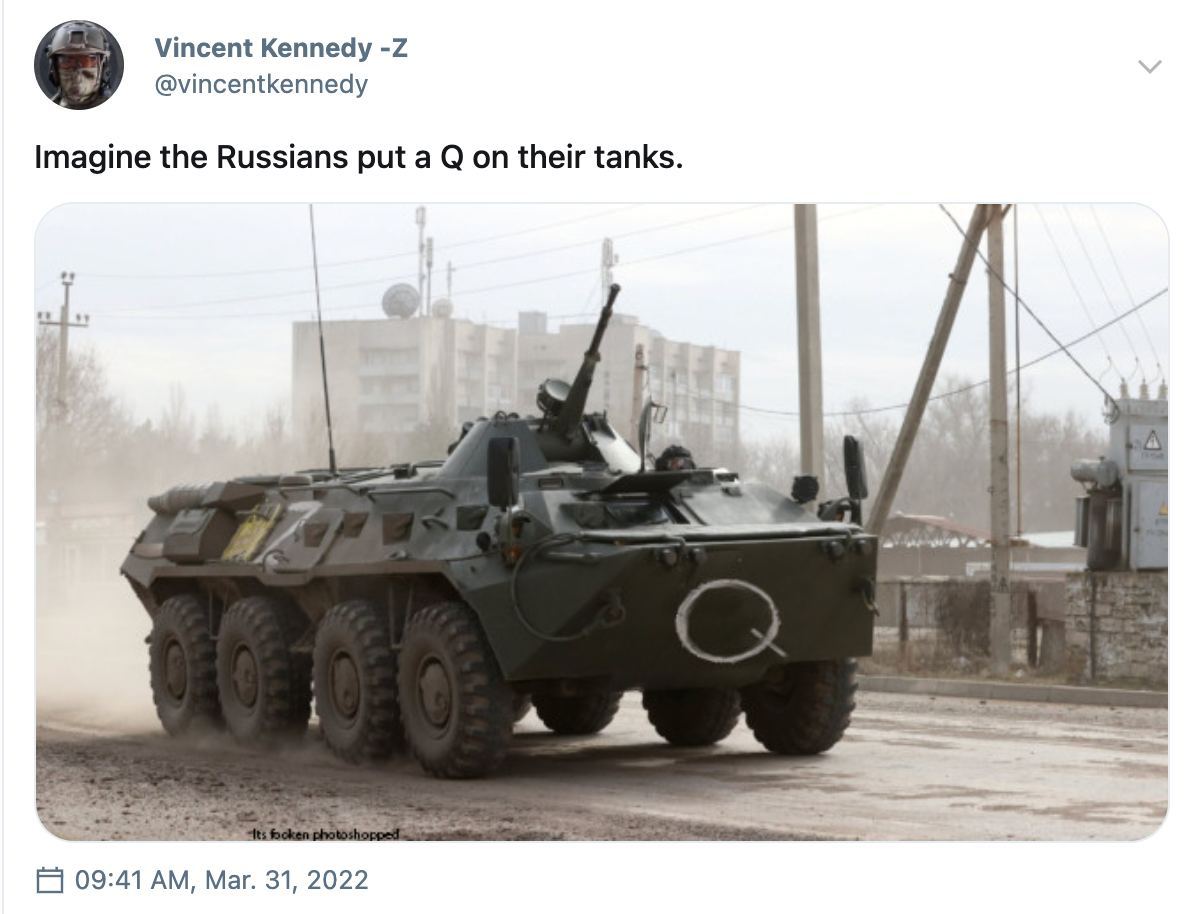 Vincent Kennedy -Z
@vincentkennedy
Imagine the Russians put a Q on their tanks.
Q
Its fooken photoshopped
09:41 AM, Mar. 31, 2022